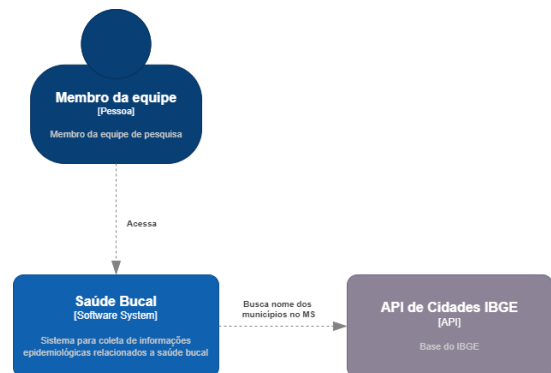 Membro da equipe
[Pessoa]
Membro da equipe de pesquisa
Acessa
Saúde Bucal
[Software System]
Sistema para coleta de informações
epidemiológicas relacionados a saúde bucal
Busca nome dos
municípios no MS
API de Cidades IBGE
[API]
Base do IBGE